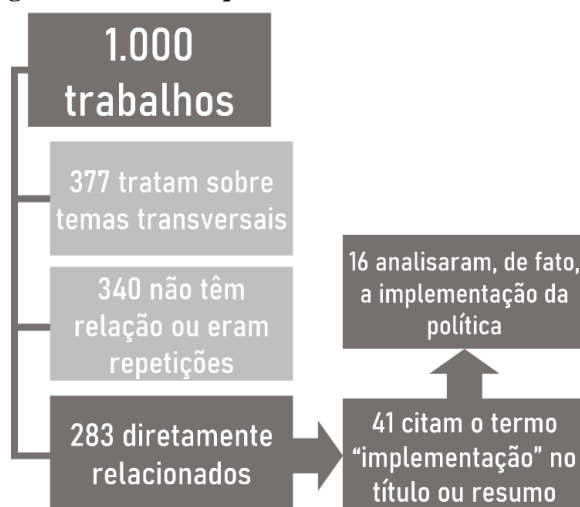 1.000
trabalhos
377 tratam sobre
temas transversais
340 não têm
relação ou eram
repetições
283 diretamente
relacionados
41 citam o termo
“implementação” no
título ou resumo
16 analisaram, de fato,
a implementação da
política